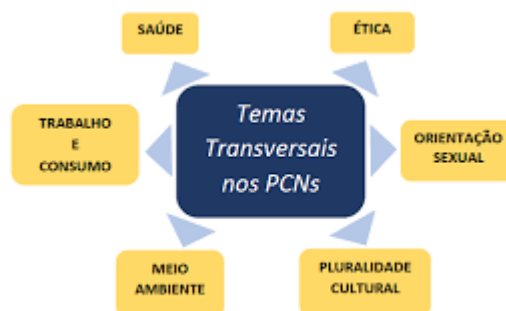 SAÚDE
ÉTICA
TRABALHO
E
CONSUMO
Temas
Transversais
nos PCNs
ORIENTAÇÃO
SEXUAL
MEIO
AMBIENTE
PLURALIDADE
CULTURAL